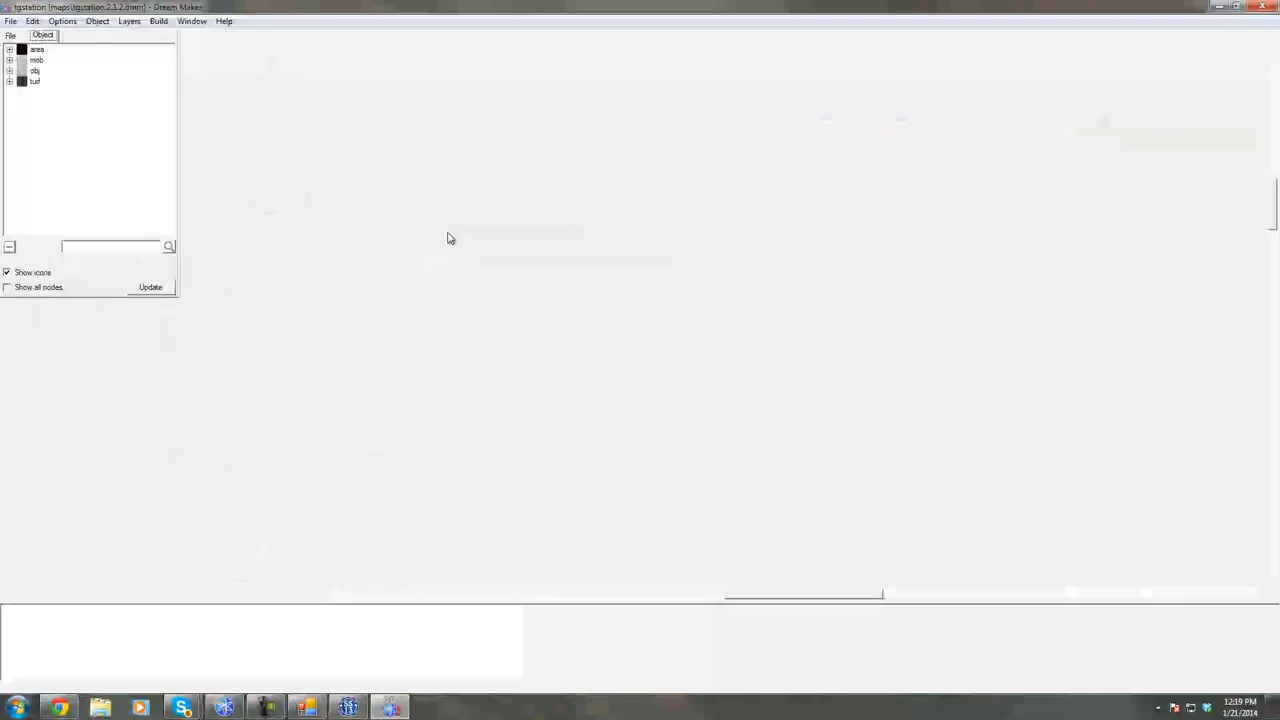 tgstation [maps\tgstation.2.1.2.dmm] - Dream Maker
File Edit Options Object Layers Build Window Help
File Object
area
mob
obj
turf
Show icons
Show all nodes. Update
12:19 PM
1/21/2014